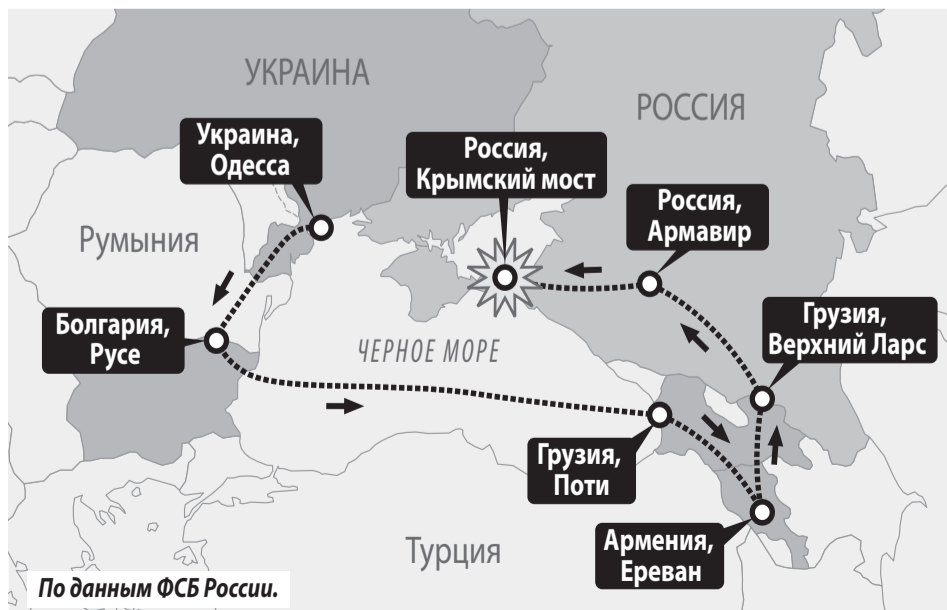 УКРАИНА
РОССИЯ
Украина,
Одесса
Россия,
Крымский мост
Россия,
Армавир
Румыния
Болгария,
Русе
ЧЕРНОЕ МОРЕ
Грузия,
Верхний Ларс
Грузия,
Поти
Армения,
Ереван
Турция
По данным ФСБ России.